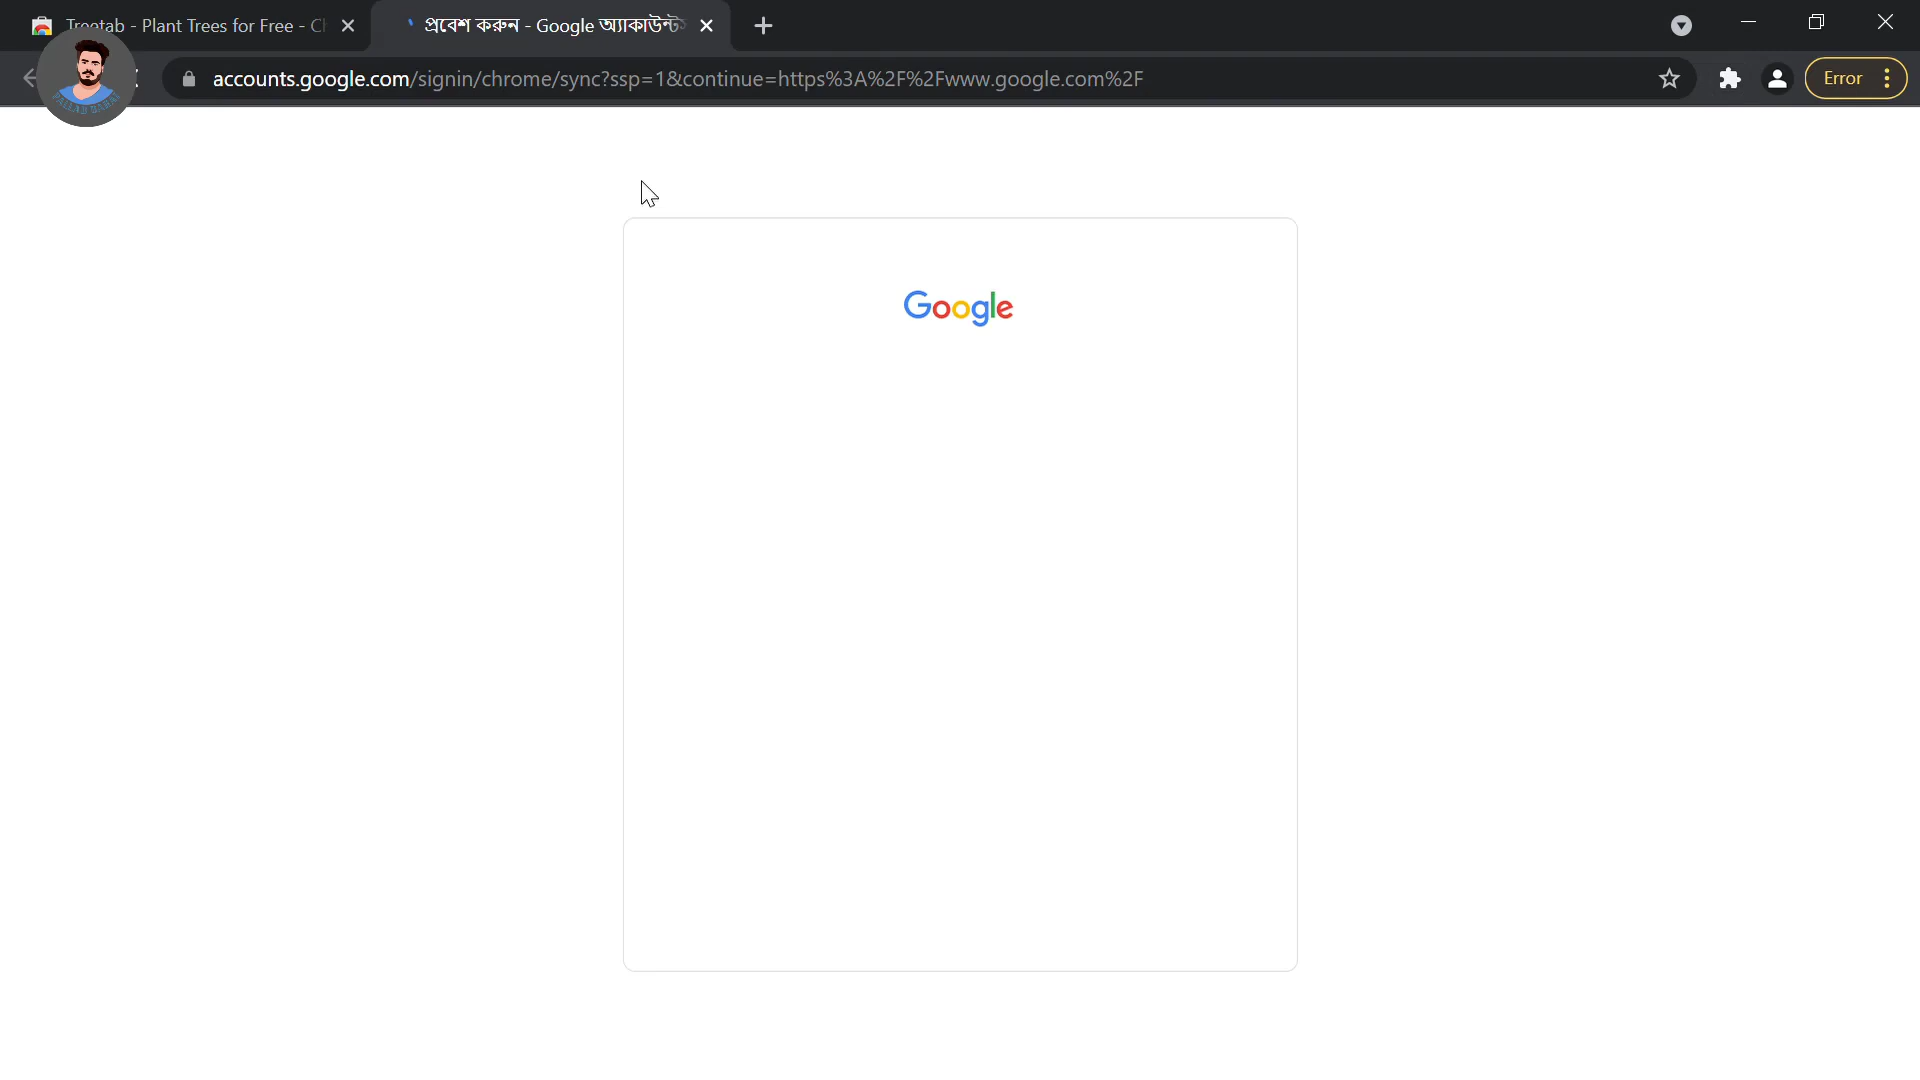 Treetab - Plant Trees for Free - Ch
প্রবেশ করুন - Google অ্যাকাউন্ট
accounts.google.com/signin/chrome/sync?ssp=1&continue=https%3A%2F%2Fwww.google.com%2F
Error
Google